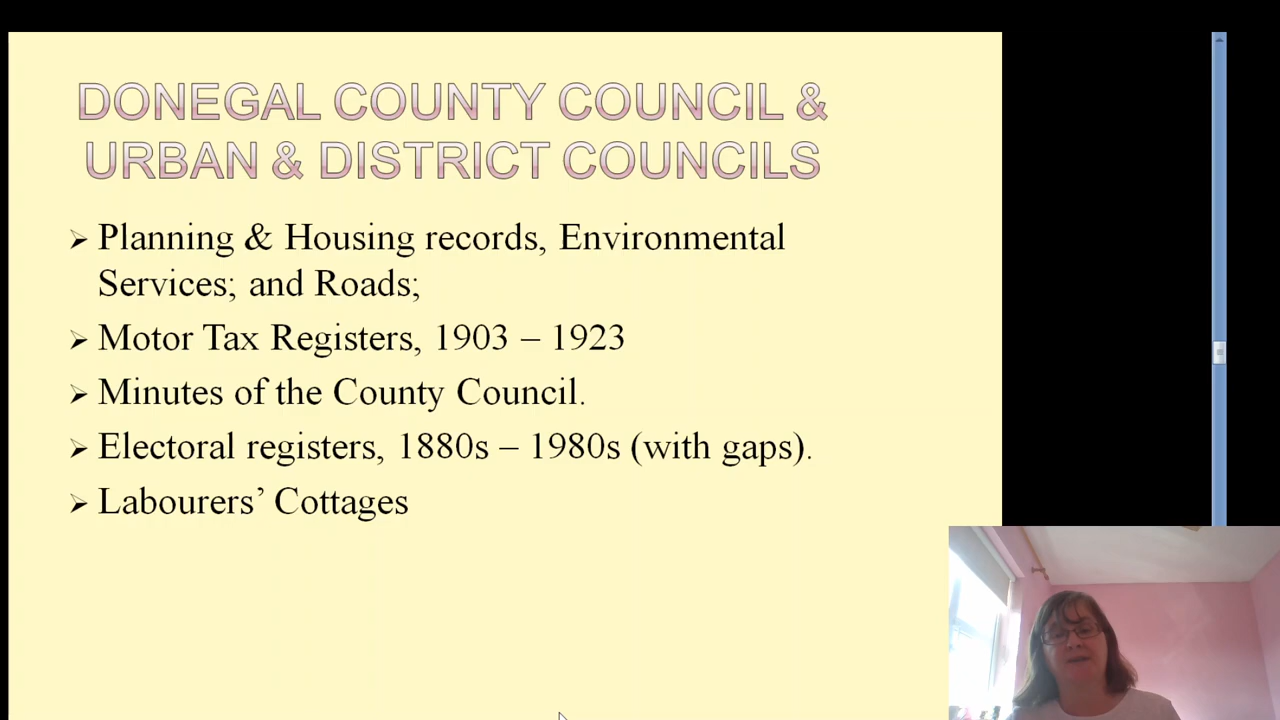 DONEGAL COUNTY COUNCIL &
URBAN & DISTRICT COUNCILS
Planning & Housing records, Environmental
Services; and Roads;
Motor Tax Registers, 1903 – 1923
Minutes of the County Council.
Electoral registers, 1880s – 1980s (with gaps).
Labourers’ Cottages